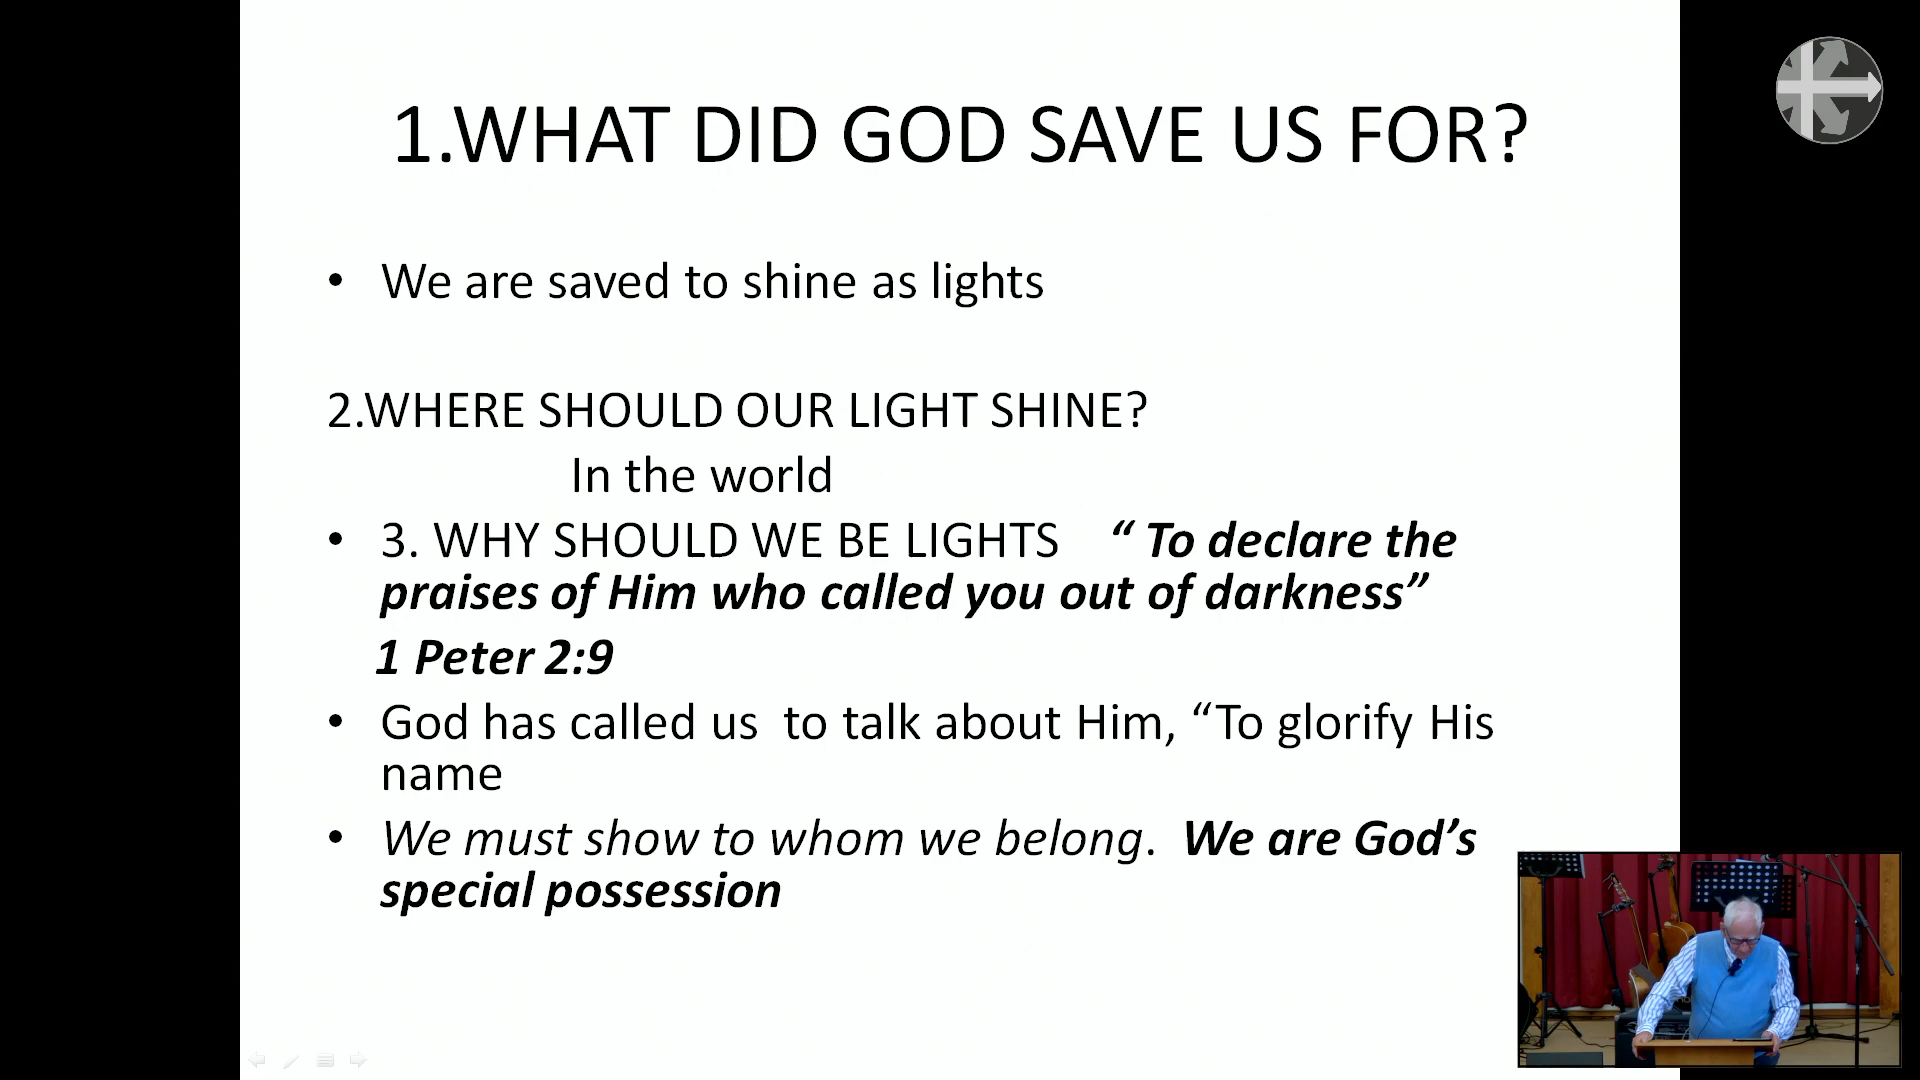 1.WHAT DID GOD SAVE US FOR?
• We are saved to shine as lights
2.WHERE SHOULD OUR LIGHT SHINE?
In the world
• 3. WHY SHOULD WE BE LIGHTS “ To declare the
praises of Him who called you out of darkness”
1 Peter 2:9
• God has called us to talk about Him, “To glorify His
name
• We must show to whom we belong. We are God’s
special possession